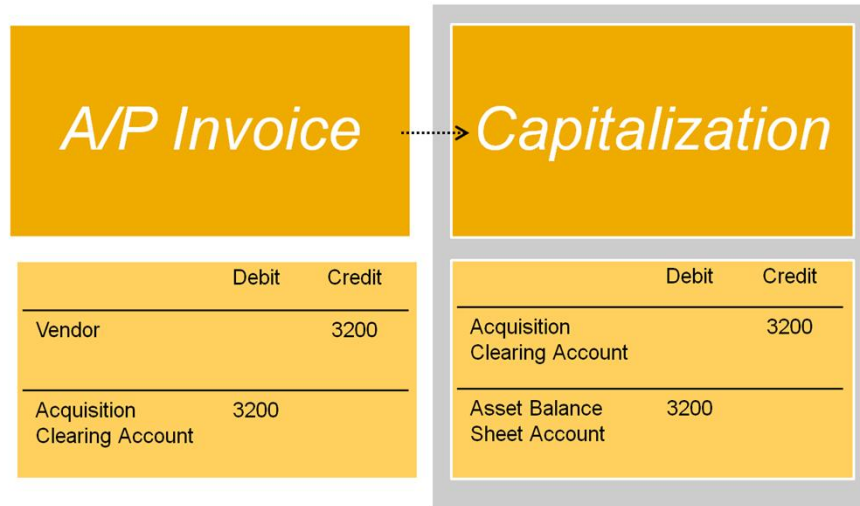 A/P Invoice
Capitalization
Debit Credit
Vendor 3200
Acquisition 3200
Clearing Account
Debit Credit
Acquisition 3200
Clearing Account
Asset Balance 3200
Sheet Account